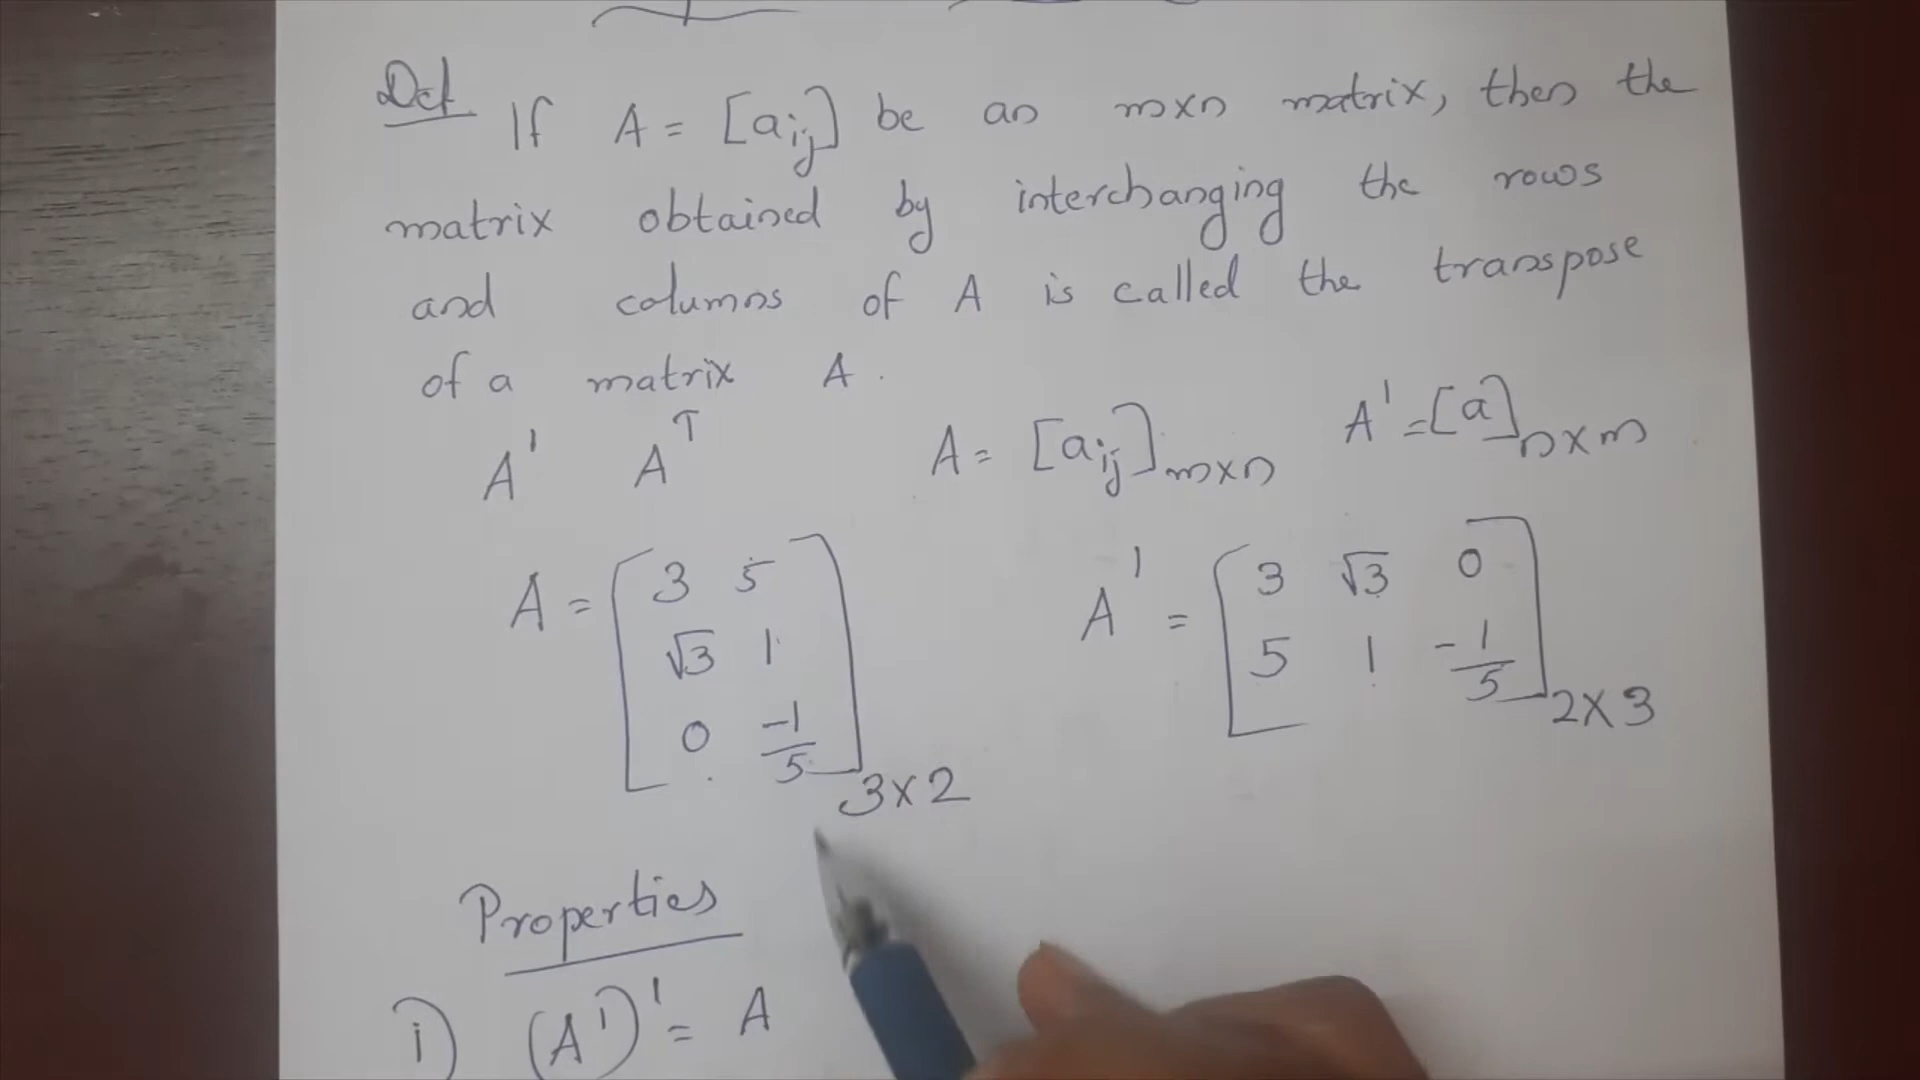 Def If A = [aij] be an m×n matrix, then the
matrix obtained by interchanging the rows
and columns of A is called the transpose
of a matrix A.
A' Aᵀ A = [aij]m×n A' = [a]n×m
A = [3 5
√3 1
0 -1/5]3×2
A' = [3 √3 0
5 1 -1/5]2×3
Properties
i) (A')' = A